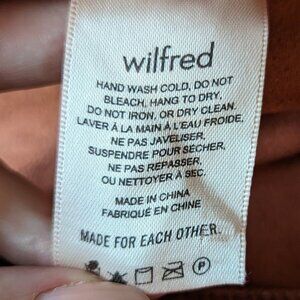 wilfred
HAND WASH COLD, DO NOT
BLEACH, HANG TO DRY,
DO NOT IRON, OR DRY CLEAN.
LAVER À LA MAIN À L'EAU FROIDE,
NE PAS JAVELISER,
SUSPENDRE POUR SÉCHER,
NE PAS REPASSER,
OU NETTOYER À SEC.
MADE IN CHINA
FABRIQUÉ EN CHINE
MADE FOR EACH OTHER.
P